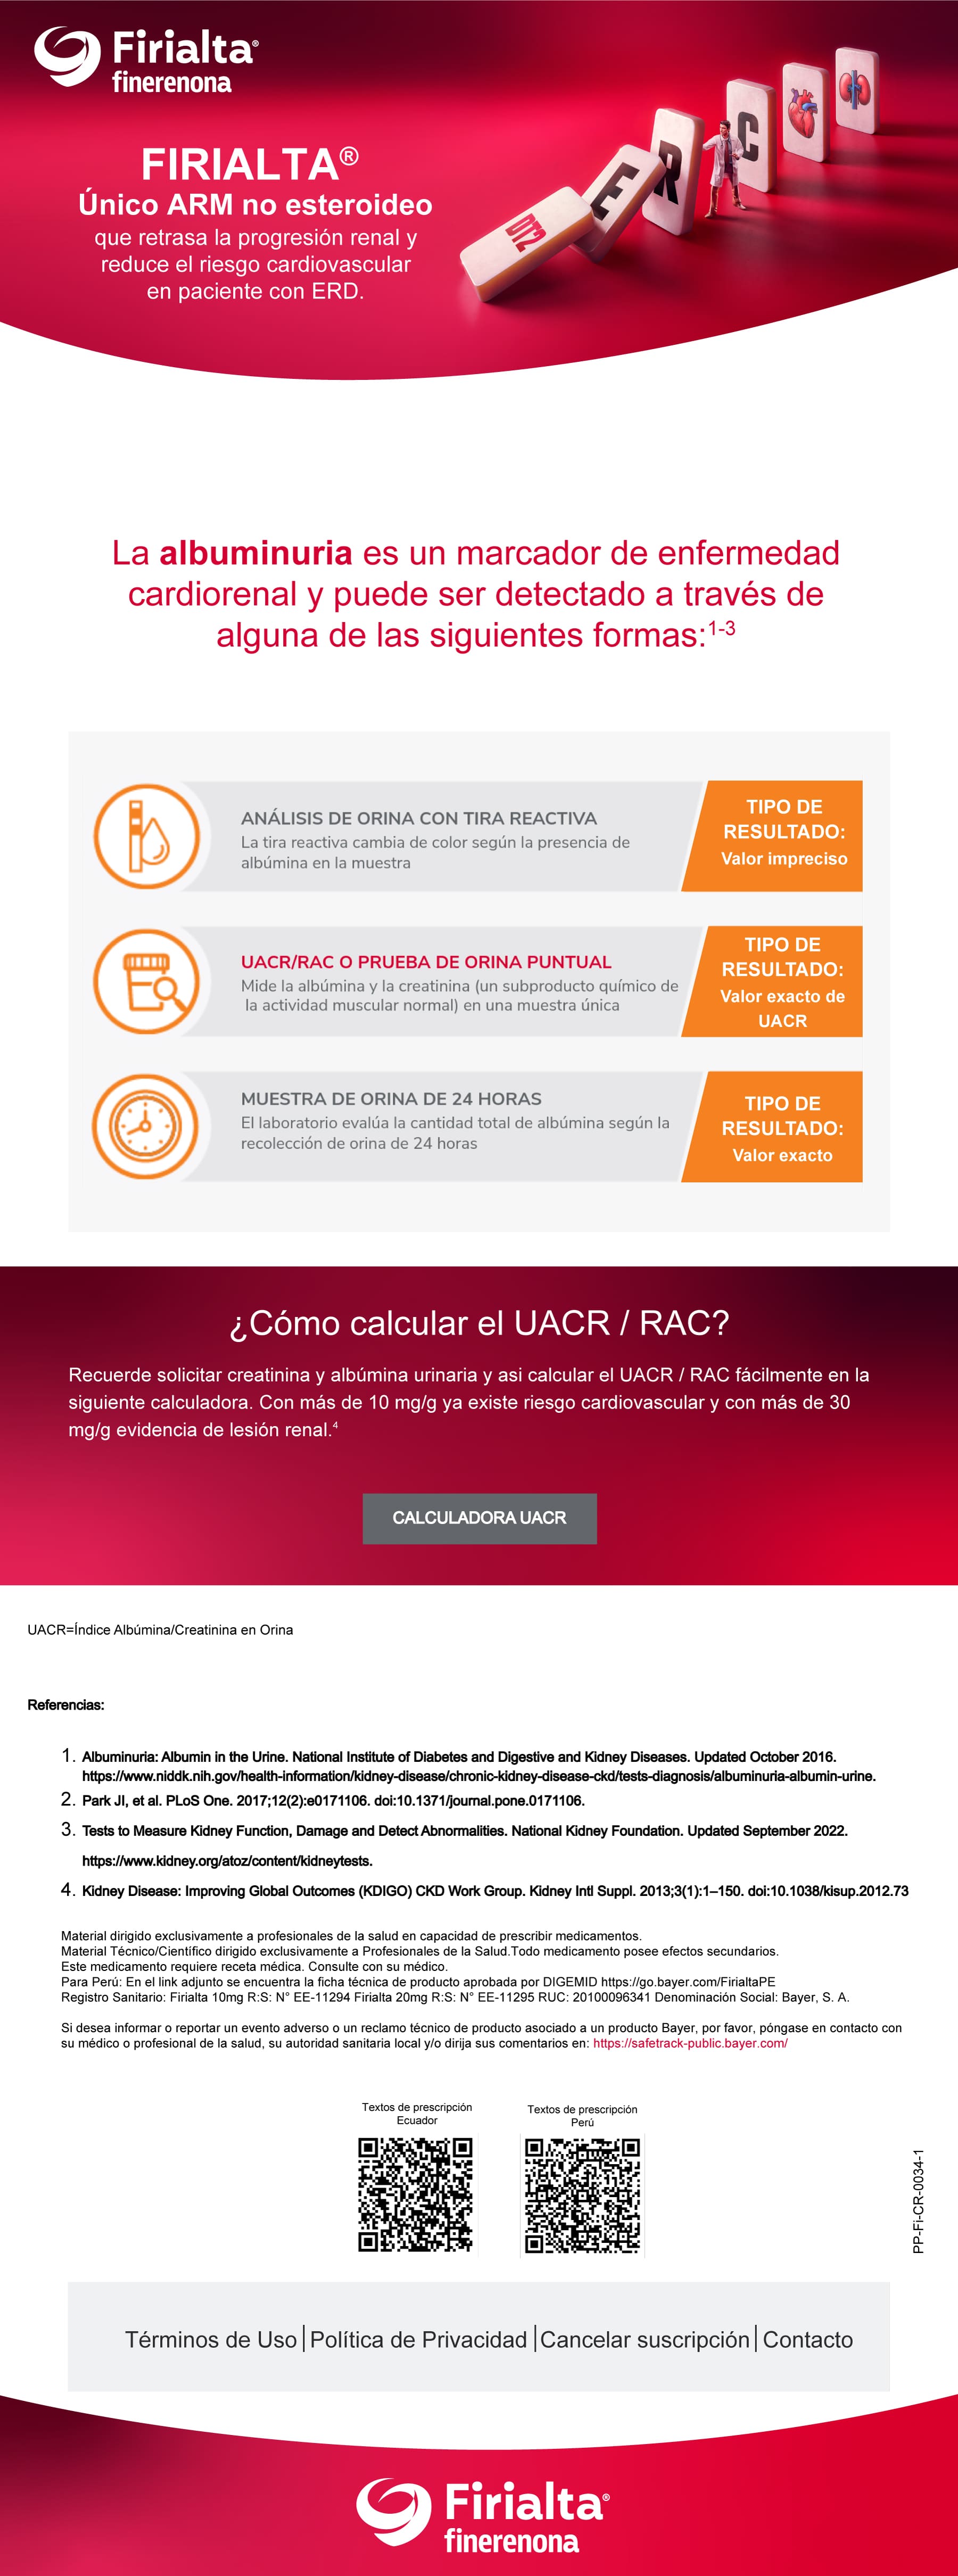 Firialta®
finerenona
FIRIALTA®
Único ARM no esteroideo
que retrasa la progresión renal y
reduce el riesgo cardiovascular
en paciente con ERD.
DT2
E
R
C
La albuminuria es un marcador de enfermedad
cardiorenal y puede ser detectado a través de
alguna de las siguientes formas:1-3
ANÁLISIS DE ORINA CON TIRA REACTIVA
La tira reactiva cambia de color según la presencia de
albúmina en la muestra
TIPO DE
RESULTADO:
Valor impreciso
UACR/RAC O PRUEBA DE ORINA PUNTUAL
Mide la albúmina y la creatinina (un subproducto químico de
la actividad muscular normal) en una muestra única
TIPO DE
RESULTADO:
Valor exacto de
UACR
MUESTRA DE ORINA DE 24 HORAS
El laboratorio evalúa la cantidad total de albúmina según la
recolección de orina de 24 horas
TIPO DE
RESULTADO:
Valor exacto
¿Cómo calcular el UACR / RAC?
Recuerde solicitar creatinina y albúmina urinaria y asi calcular el UACR / RAC fácilmente en la
siguiente calculadora. Con más de 10 mg/g ya existe riesgo cardiovascular y con más de 30
mg/g evidencia de lesión renal.4
CALCULADORA UACR
UACR=Índice Albúmina/Creatinina en Orina
Referencias:
1. Albuminuria: Albumin in the Urine. National Institute of Diabetes and Digestive and Kidney Diseases. Updated October 2016.
https://www.niddk.nih.gov/health-information/kidney-disease/chronic-kidney-disease-ckd/tests-diagnosis/albuminuria-albumin-urine.
2. Park JI, et al. PLoS One. 2017;12(2):e0171106. doi:10.1371/journal.pone.0171106.
3. Tests to Measure Kidney Function, Damage and Detect Abnormalities. National Kidney Foundation. Updated September 2022.
https://www.kidney.org/atoz/content/kidneytests.
4. Kidney Disease: Improving Global Outcomes (KDIGO) CKD Work Group. Kidney Intl Suppl. 2013;3(1):1–150. doi:10.1038/kisup.2012.73
Material dirigido exclusivamente a profesionales de la salud en capacidad de prescribir medicamentos.
Material Técnico/Científico dirigido exclusivamente a Profesionales de la Salud.Todo medicamento posee efectos secundarios.
Este medicamento requiere receta médica. Consulte con su médico.
Para Perú: En el link adjunto se encuentra la ficha técnica de producto aprobada por DIGEMID https://go.bayer.com/FirialtaPE
Registro Sanitario: Firialta 10mg R:S: N° EE-11294 Firialta 20mg R:S: N° EE-11295 RUC: 20100096341 Denominación Social: Bayer, S. A.
Si desea informar o reportar un evento adverso o un reclamo técnico de producto asociado a un producto Bayer, por favor, póngase en contacto con
su médico o profesional de la salud, su autoridad sanitaria local y/o dirija sus comentarios en: https://safetrack-public.bayer.com/
Textos de prescripción
Ecuador
Textos de prescripción
Perú
PP-Fi-CR-0034-1
Términos de Uso|Política de Privacidad|Cancelar suscripción|Contacto
Firialta®
finerenona